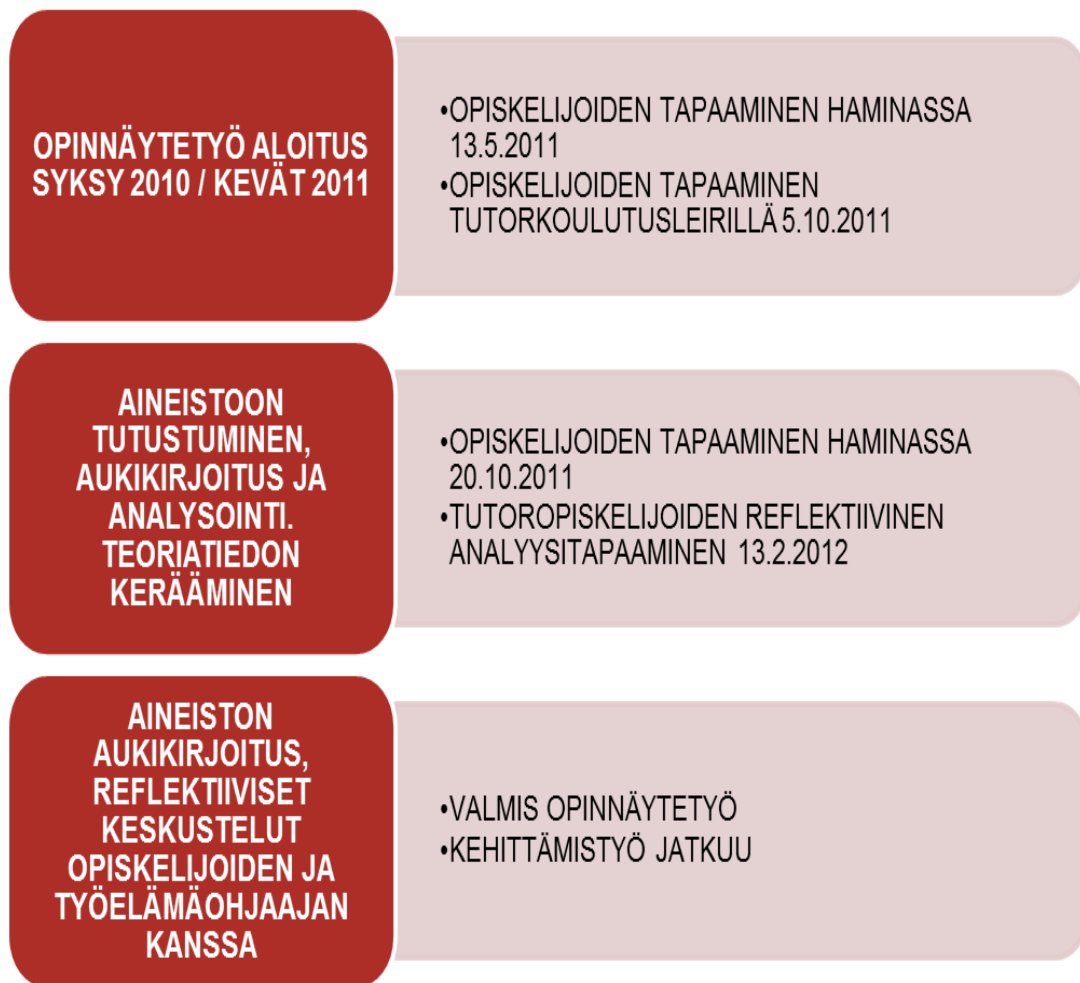 OPINNÄYTETYÖ ALOITUS
SYKSY 2010 / KEVÄT 2011
•OPISKELIJOIDEN TAPAAMINEN HAMINASSA
13.5.2011
•OPISKELIJOIDEN TAPAAMINEN
TUTORKOULUTUSLEIRILLÄ 5.10.2011
AINEISTOON
TUTUSTUMINEN,
AUKIKIRJOITUS JA
ANALYSOINTI.
TEORIATIEDON
KERÄÄMINEN
•OPISKELIJOIDEN TAPAAMINEN HAMINASSA
20.10.2011
•TUTOROPISKELIJOIDEN REFLEKTIIVINEN
ANALYYSITAPAAMINEN 13.2.2012
AINEISTON
AUKIKIRJOITUS,
REFLEKTIIVISET
KESKUSTELUT
OPISKELIJOIDEN JA
TYÖELÄMÄOHJAAJAN
KANSSA
•VALMIS OPINNÄYTETYÖ
•KEHITTÄMISTYÖ JATKUU